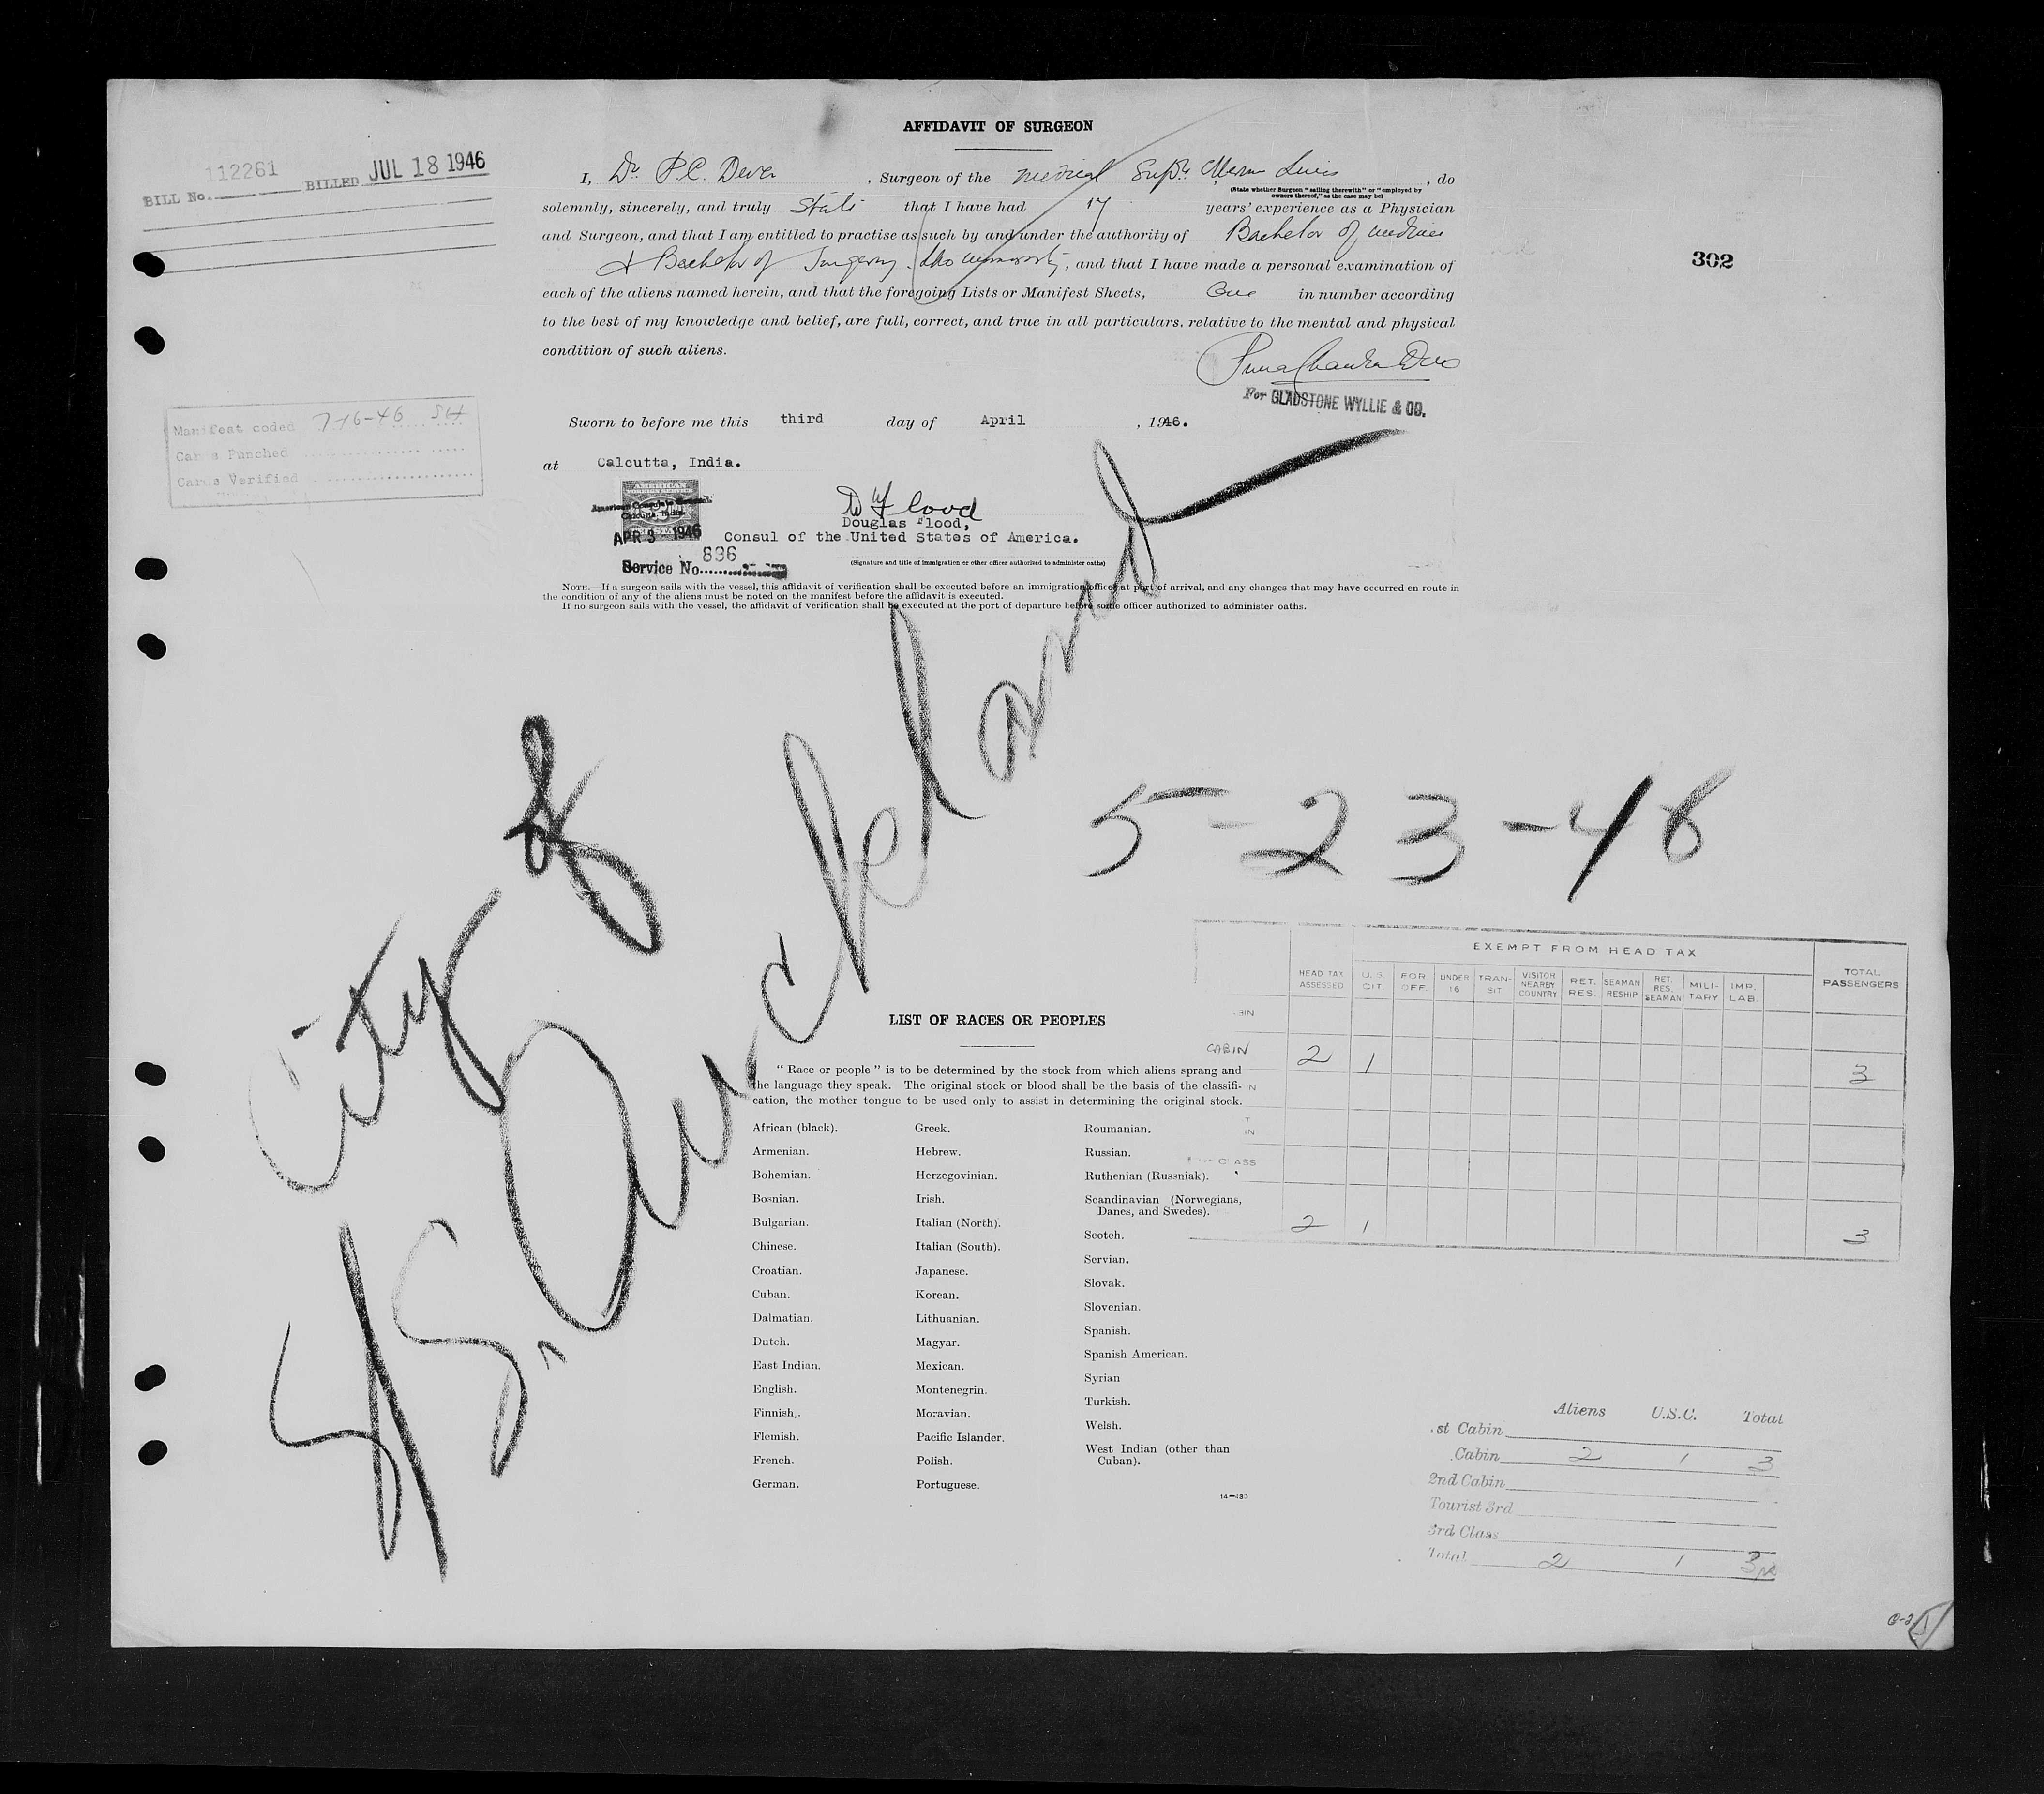 AFFIDAVIT OF SURGEON
BILL No. 112261 BILLED JUL 18 1946
I, Dr. P.C. , Surgeon of the Medical Supdt. , do
(State whether Surgeon "sailing therewith" or "employed by
owners thereof," as the case may be)
solemnly, sincerely, and truly state that I have had 17 years' experience as a Physician
and Surgeon, and that I am entitled to practise as such by and under the authority of Bachelor of medicine
& Bachelor of Surgery , and that I have made a personal examination of
302
each of the aliens named herein, and that the foregoing Lists or Manifest Sheets, One in number according
to the best of my knowledge and belief, are full, correct, and true in all particulars. relative to the mental and physical
condition of such aliens.
For GLADSTONE WYLLIE & CO.
Manifest coded 7-16-46 SH
Cards Punched
Cards Verified
Sworn to before me this third day of April , 1946.
at Calcutta, India.
AMERICAN
FOREIGN SERVICE
American Consulate General
Calcutta, India.
APR 3 - 1946
D Flood
Douglas Flood,
Consul of the United States of America.
Service No. 896
(Signature and title of immigration or other officer authorized to administer oaths)
NOTE.—If a surgeon sails with the vessel, this affidavit of verification shall be executed before an immigration officer at port of arrival, and any changes that may have occurred en route in
the condition of any of the aliens must be noted on the manifest before the affidavit is executed.
If no surgeon sails with the vessel, the affidavit of verification shall be executed at the port of departure before some officer authorized to administer oaths.
S/S City of
Auckland
5-23-46
EXEMPT FROM HEAD TAX
HEAD TAX ASSESSED U.S. CIT. FOR. OFF. UNDER 16 TRANSIT VISITOR NEARBY COUNTRY RET. RES. SEAMAN RESHIP RET. RES. SEAMAN MILITARY IMP. LAB. TOTAL PASSENGERS
CABIN 2 1 3
CLASS
2 1 3
LIST OF RACES OR PEOPLES
"Race or people" is to be determined by the stock from which aliens sprang and
the language they speak. The original stock or blood shall be the basis of the classifi-
cation, the mother tongue to be used only to assist in determining the original stock.
African (black).
Armenian.
Bohemian.
Bosnian.
Bulgarian.
Chinese.
Croatian.
Cuban.
Dalmatian.
Dutch.
East Indian.
English.
Finnish.
Flemish.
French.
German.
Greek.
Hebrew.
Herzegovinian.
Irish.
Italian (North).
Italian (South).
Japanese.
Korean.
Lithuanian.
Magyar.
Mexican.
Montenegrin.
Moravian.
Pacific Islander.
Polish.
Portuguese.
Roumanian.
Russian.
Ruthenian (Russniak).
Scandinavian (Norwegians,
Danes, and Swedes).
Scotch.
Servian.
Slovak.
Slovenian.
Spanish.
Spanish American.
Syrian
Turkish.
Welsh.
West Indian (other than
Cuban).
14—430
Aliens U.S.C. Total
1st Cabin
Cabin 2 1 3
2nd Cabin
Tourist 3rd
3rd Class
Total 2 1 3